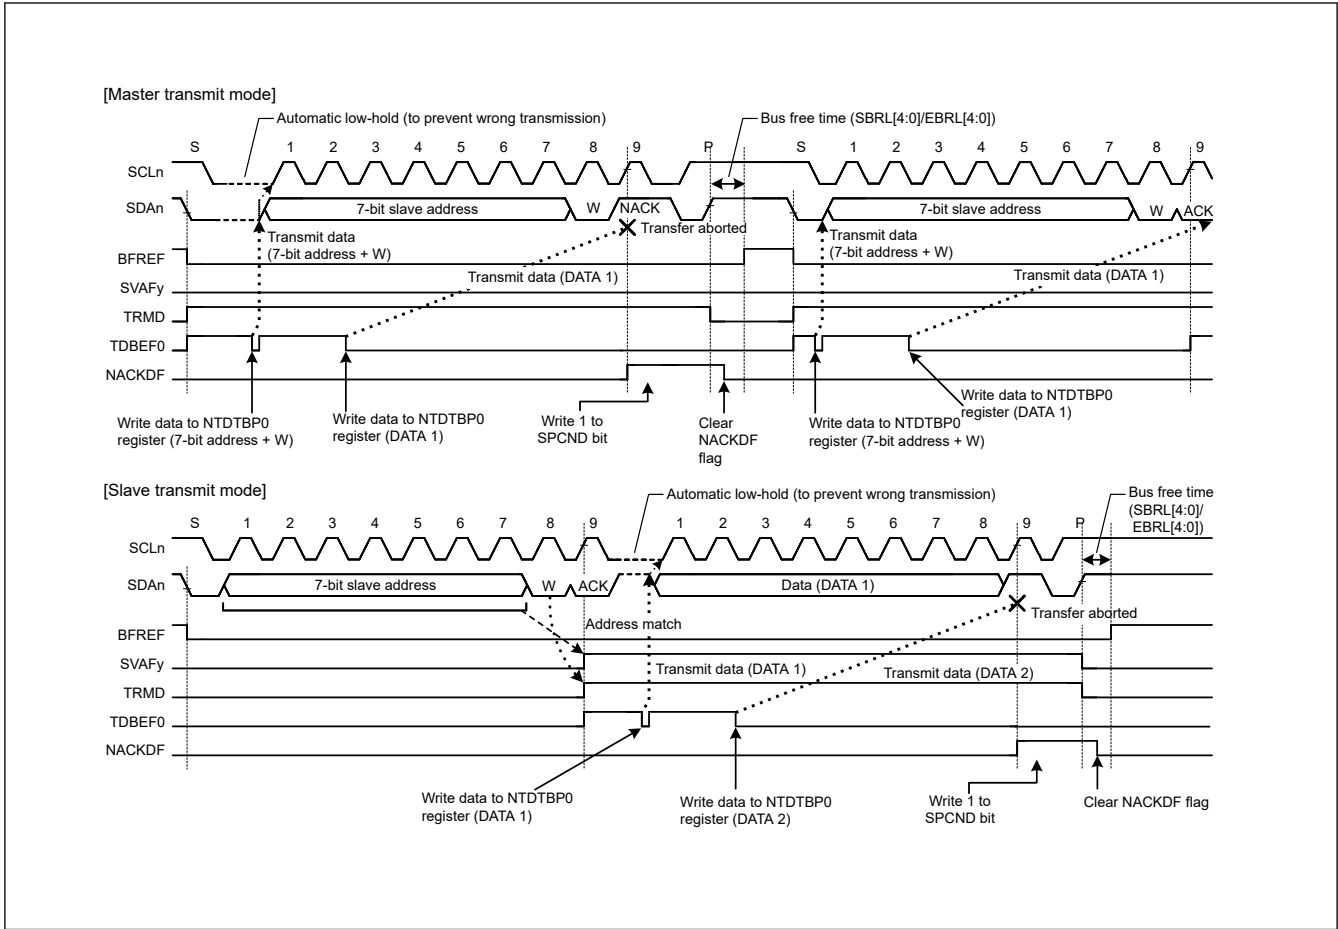 [Master transmit mode]
Automatic low-hold (to prevent wrong transmission)
Bus free time (SBRL[4:0]/EBRL[4:0])
S 1 2 3 4 5 6 7 8 9 P S 1 2 3 4 5 6 7 8 9
SCLn
SDAn 7-bit slave address W NACK 7-bit slave address W ACK
Transfer aborted
Transmit data
(7-bit address + W)
Transmit data
(7-bit address + W)
BFREF
Transmit data (DATA 1)
Transmit data (DATA 1)
SVAFy
TRMD
TDBEF0
NACKDF
Write data to NTDTBP0
register (7-bit address + W)
Write data to NTDTBP0
register (DATA 1)
Write 1 to
SPCND bit
Clear
NACKDF
flag
Write data to NTDTBP0
register (7-bit address + W)
Write data to NTDTBP0
register (DATA 1)
[Slave transmit mode]
Automatic low-hold (to prevent wrong transmission)
Bus free time
(SBRL[4:0]/
EBRL[4:0])
S 1 2 3 4 5 6 7 8 9 1 2 3 4 5 6 7 8 9 P
SCLn
SDAn 7-bit slave address W ACK Data (DATA 1)
Transfer aborted
Address match
BFREF
SVAFy
Transmit data (DATA 1)
Transmit data (DATA 2)
TRMD
TDBEF0
NACKDF
Write data to NTDTBP0
register (DATA 1)
Write data to NTDTBP0
register (DATA 2)
Write 1 to
SPCND bit
Clear NACKDF flag